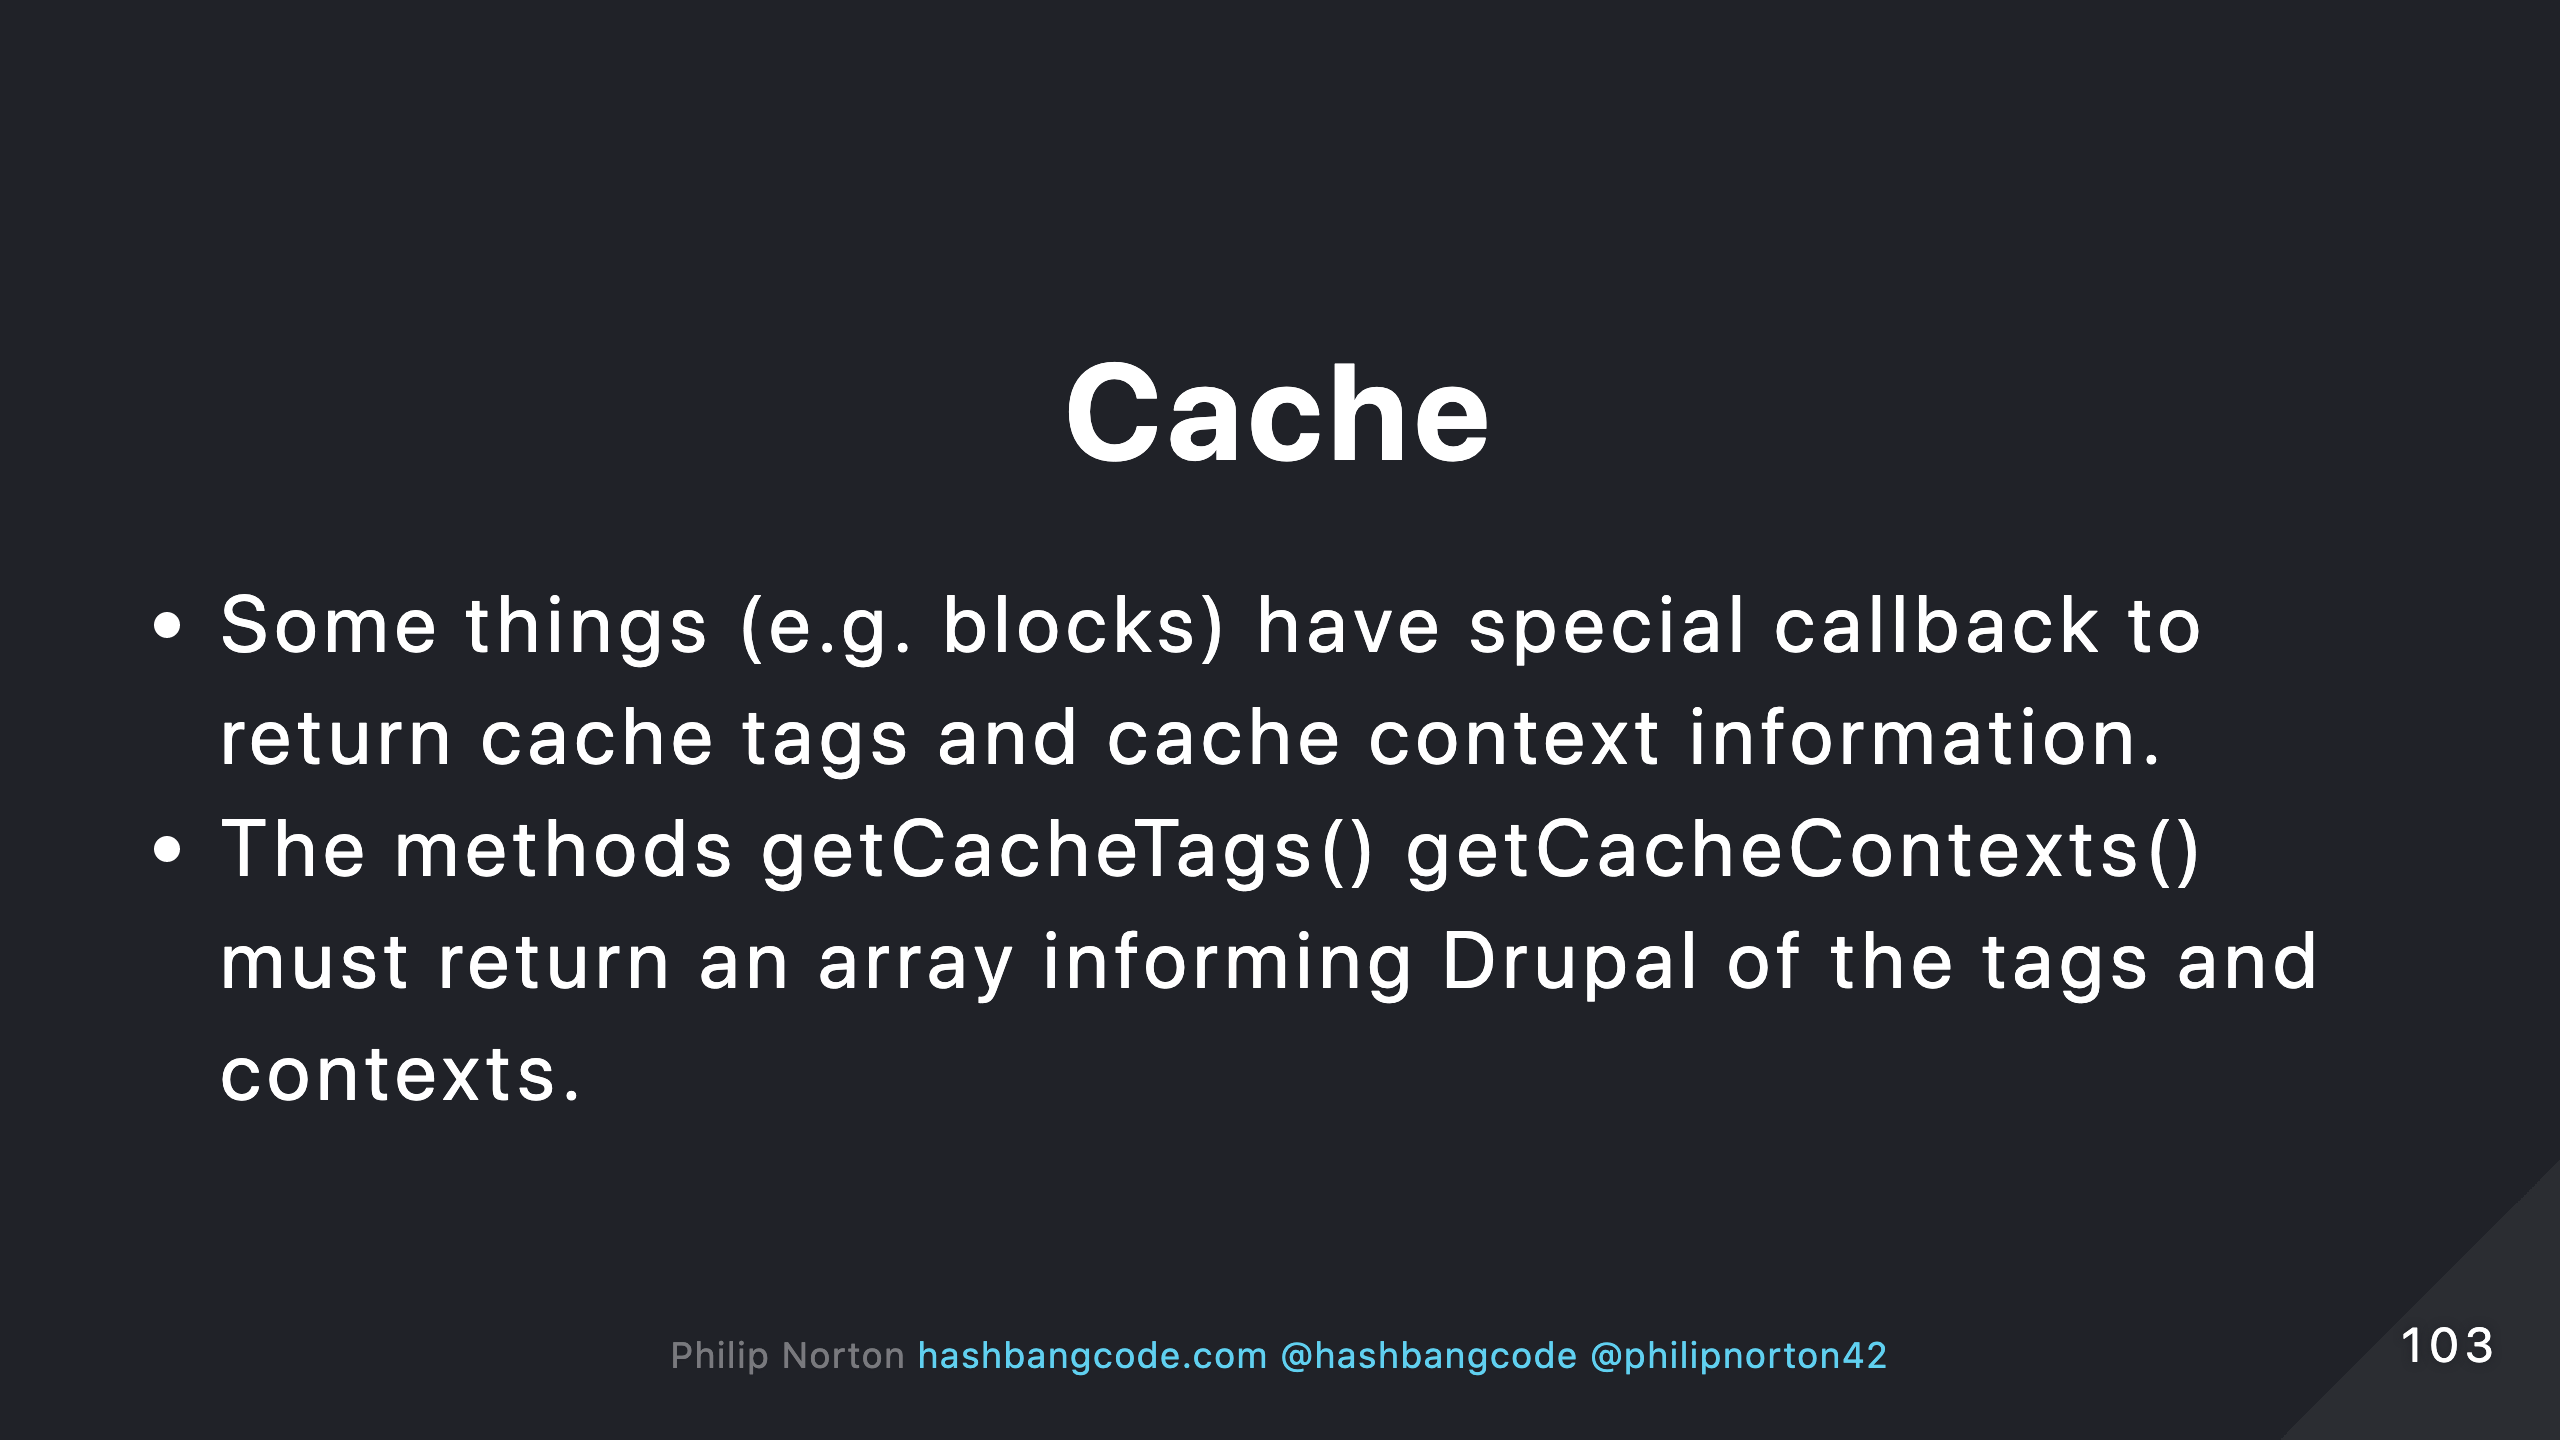 Cache
• Some things (e.g. blocks) have special callback to
return cache tags and cache context information.
• The methods getCacheTags() getCacheContexts()
must return an array informing Drupal of the tags and
contexts.
Philip Norton hashbangcode.com @hashbangcode @philipnorton42
103